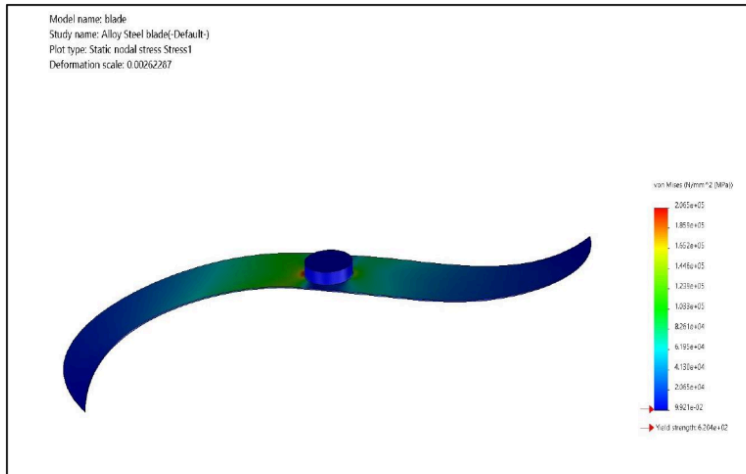 Model name: blade
Study name: Alloy Steel blade(-Default-)
Plot type: Static nodal stress Stress1
Deformation scale: 0.00262287
von Mises (N/mm^2 (MPa))
2.065e+05
1.859e+05
1.652e+05
1.446e+05
1.239e+05
1.033e+05
8.261e+04
6.195e+04
4.130e+04
2.065e+04
9.921e-02
Yield strength: 6.204e+02